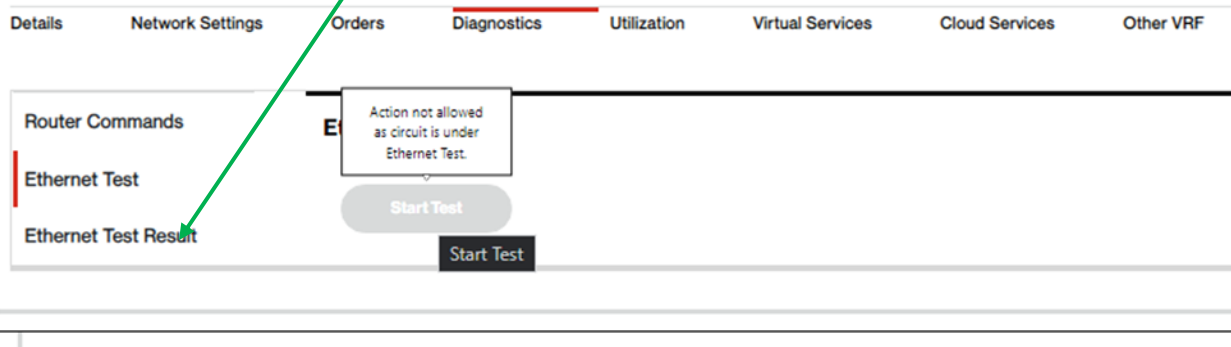 Details Network Settings Orders Diagnostics Utilization Virtual Services Cloud Services Other VRF
Router Commands
Ethernet Test
Ethernet Test Result
Action not allowed
as circuit is under
Ethernet Test.
Start Test
Start Test